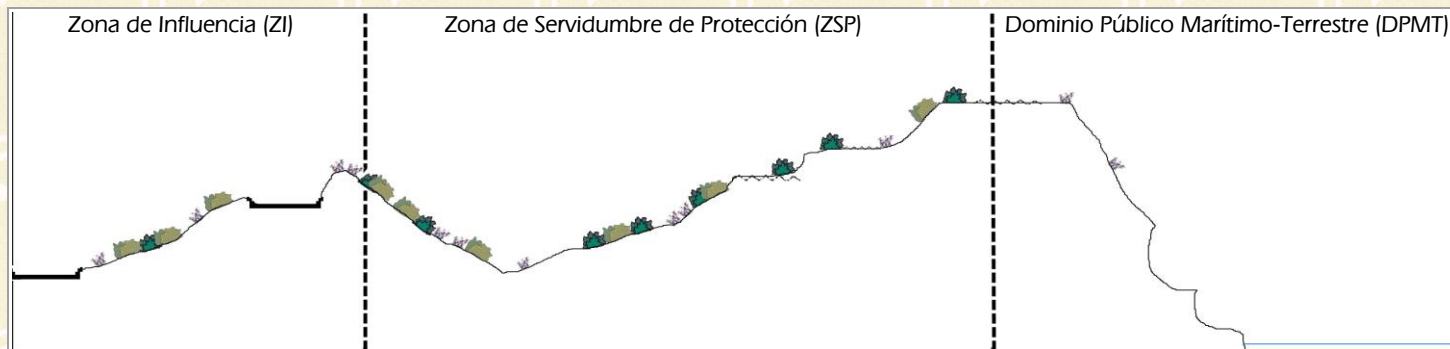 Zona de Influencia (ZI)
Zona de Servidumbre de Protección (ZSP)
Dominio Público Marítimo-Terrestre (DPMT)